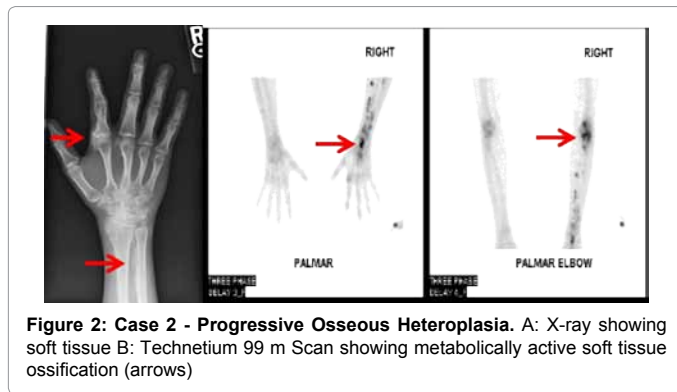 RIGHT
RIGHT
PALMAR
PALMAR ELBOW
THREE PHASE
THREE PHASE
Figure 2: Case 2 - Progressive Osseous Heteroplasia. A: X-ray showing
soft tissue B: Technetium 99 m Scan showing metabolically active soft tissue
ossification (arrows)